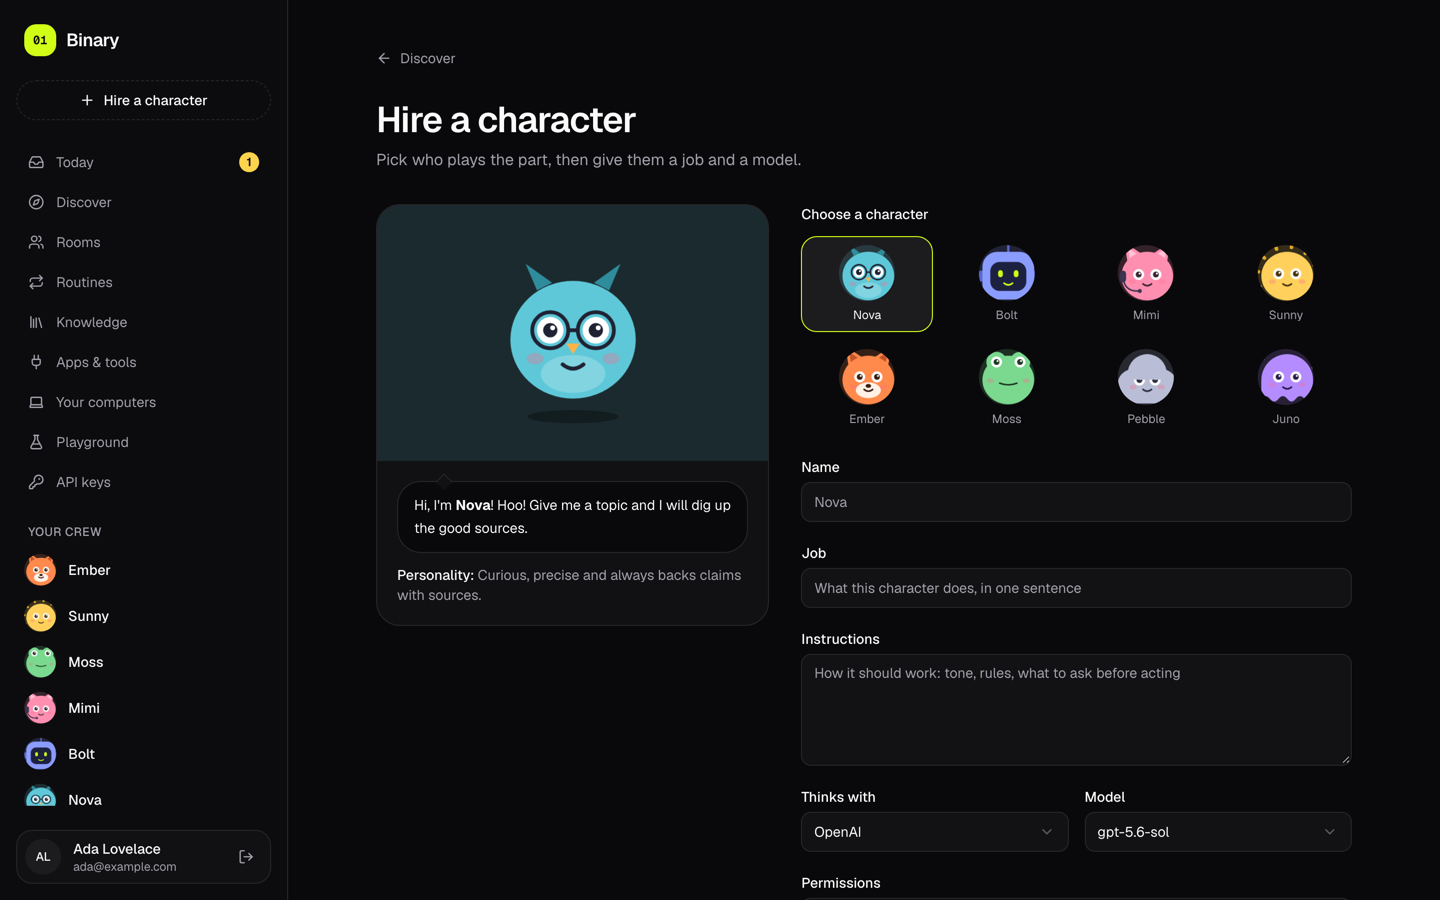 01
Binary
Hire a character
Today
1
Discover
Rooms
Routines
Knowledge
Apps & tools
Your computers
Playground
API keys
YOUR CREW
Ember
Sunny
Moss
Mimi
Bolt
Nova
AL
Ada Lovelace
ada@example.com
Discover
Hire a character
Pick who plays the part, then give them a job and a model.
Hi, I'm Nova! Hoo! Give me a topic and I will dig up
the good sources.
Personality: Curious, precise and always backs claims
with sources.
Choose a character
Nova
Bolt
Mimi
Sunny
Ember
Moss
Pebble
Juno
Name
Nova
Job
What this character does, in one sentence
Instructions
How it should work: tone, rules, what to ask before acting
Thinks with
Model
OpenAI
gpt-5.6-sol
Permissions